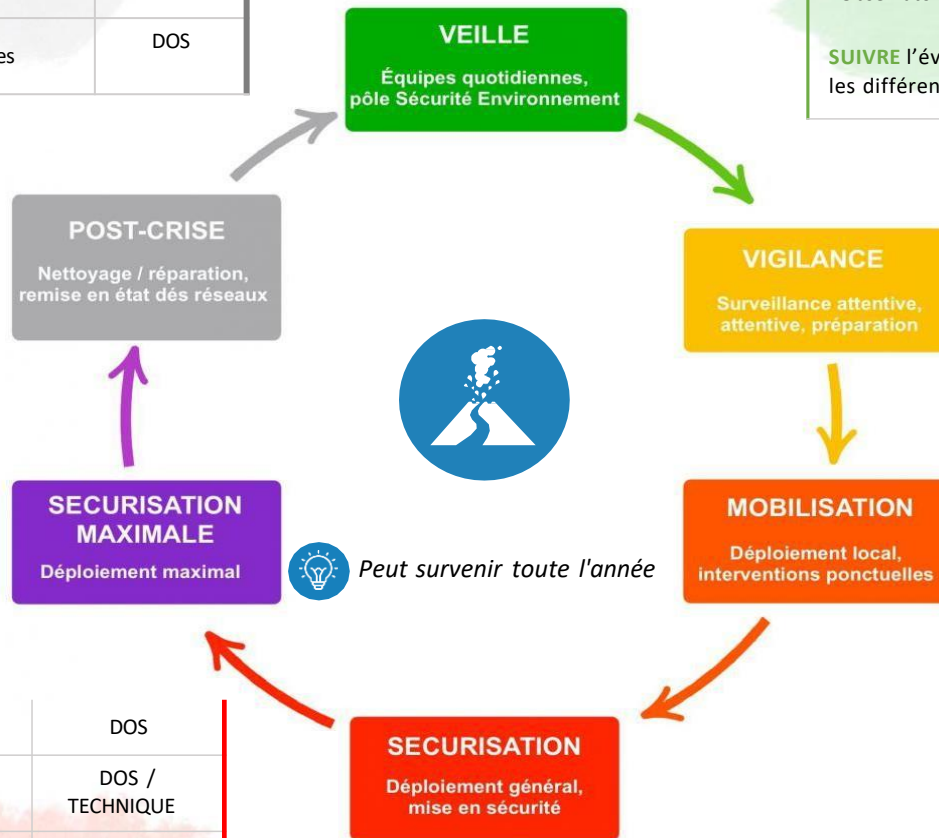 DOS
VEILLE
Équipes quotidiennes,
pôle Sécurité Environnement
SUIVRE l'év
les différen
POST-CRISE
Nettoyage / réparation,
remise en état dés réseaux
VIGILANCE
Surveillance attentive,
attentive, préparation
SECURISATION
MAXIMALE
Déploiement maximal
Peut survenir toute l'année
MOBILISATION
Déploiement local,
interventions ponctuelles
DOS
DOS /
TECHNIQUE
SECURISATION
Déploiement général,
mise en sécurité